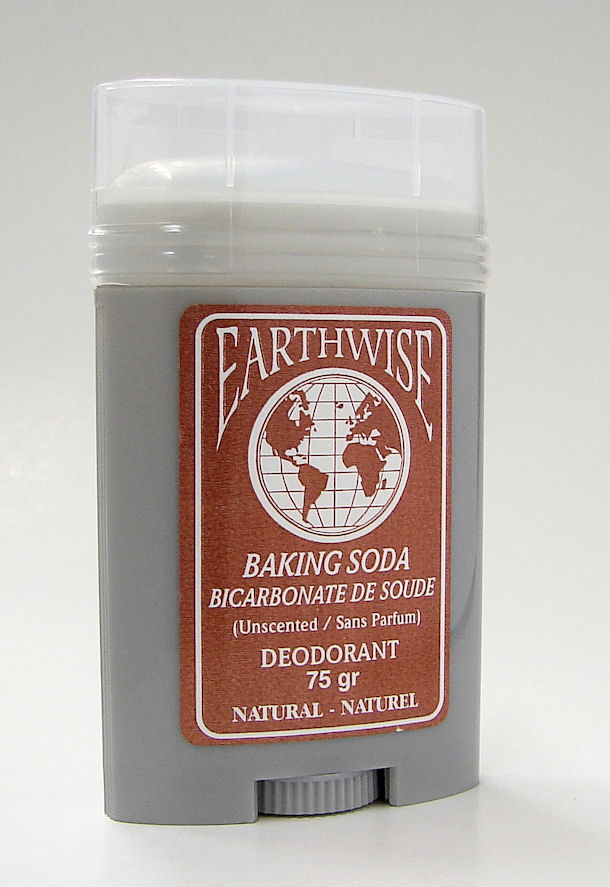 EARTHWISE
BAKING SODA
BICARBONATE DE SOUDE
(Unscented / Sans Parfum)
DEODORANT
75 gr
NATURAL - NATUREL